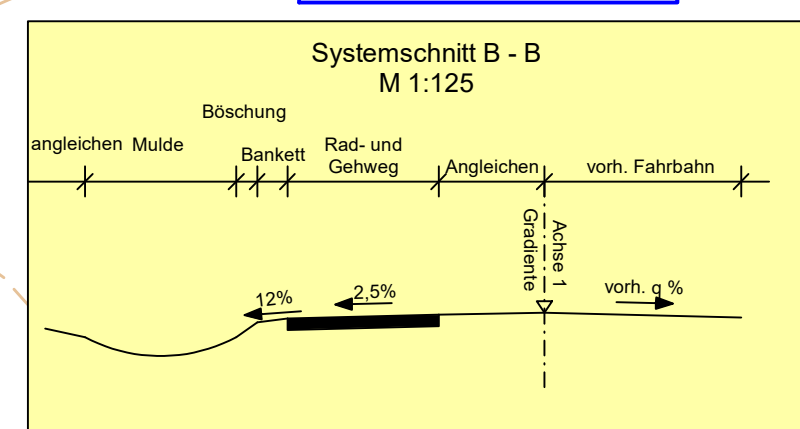 Systemschnitt B - B
M 1:125
Böschung
angleichen
Mulde
Bankett
Rad- und
Gehweg
Angleichen
vorh. Fahrbahn
Gradiente
Achse 1
12%
2,5%
vorh. q %